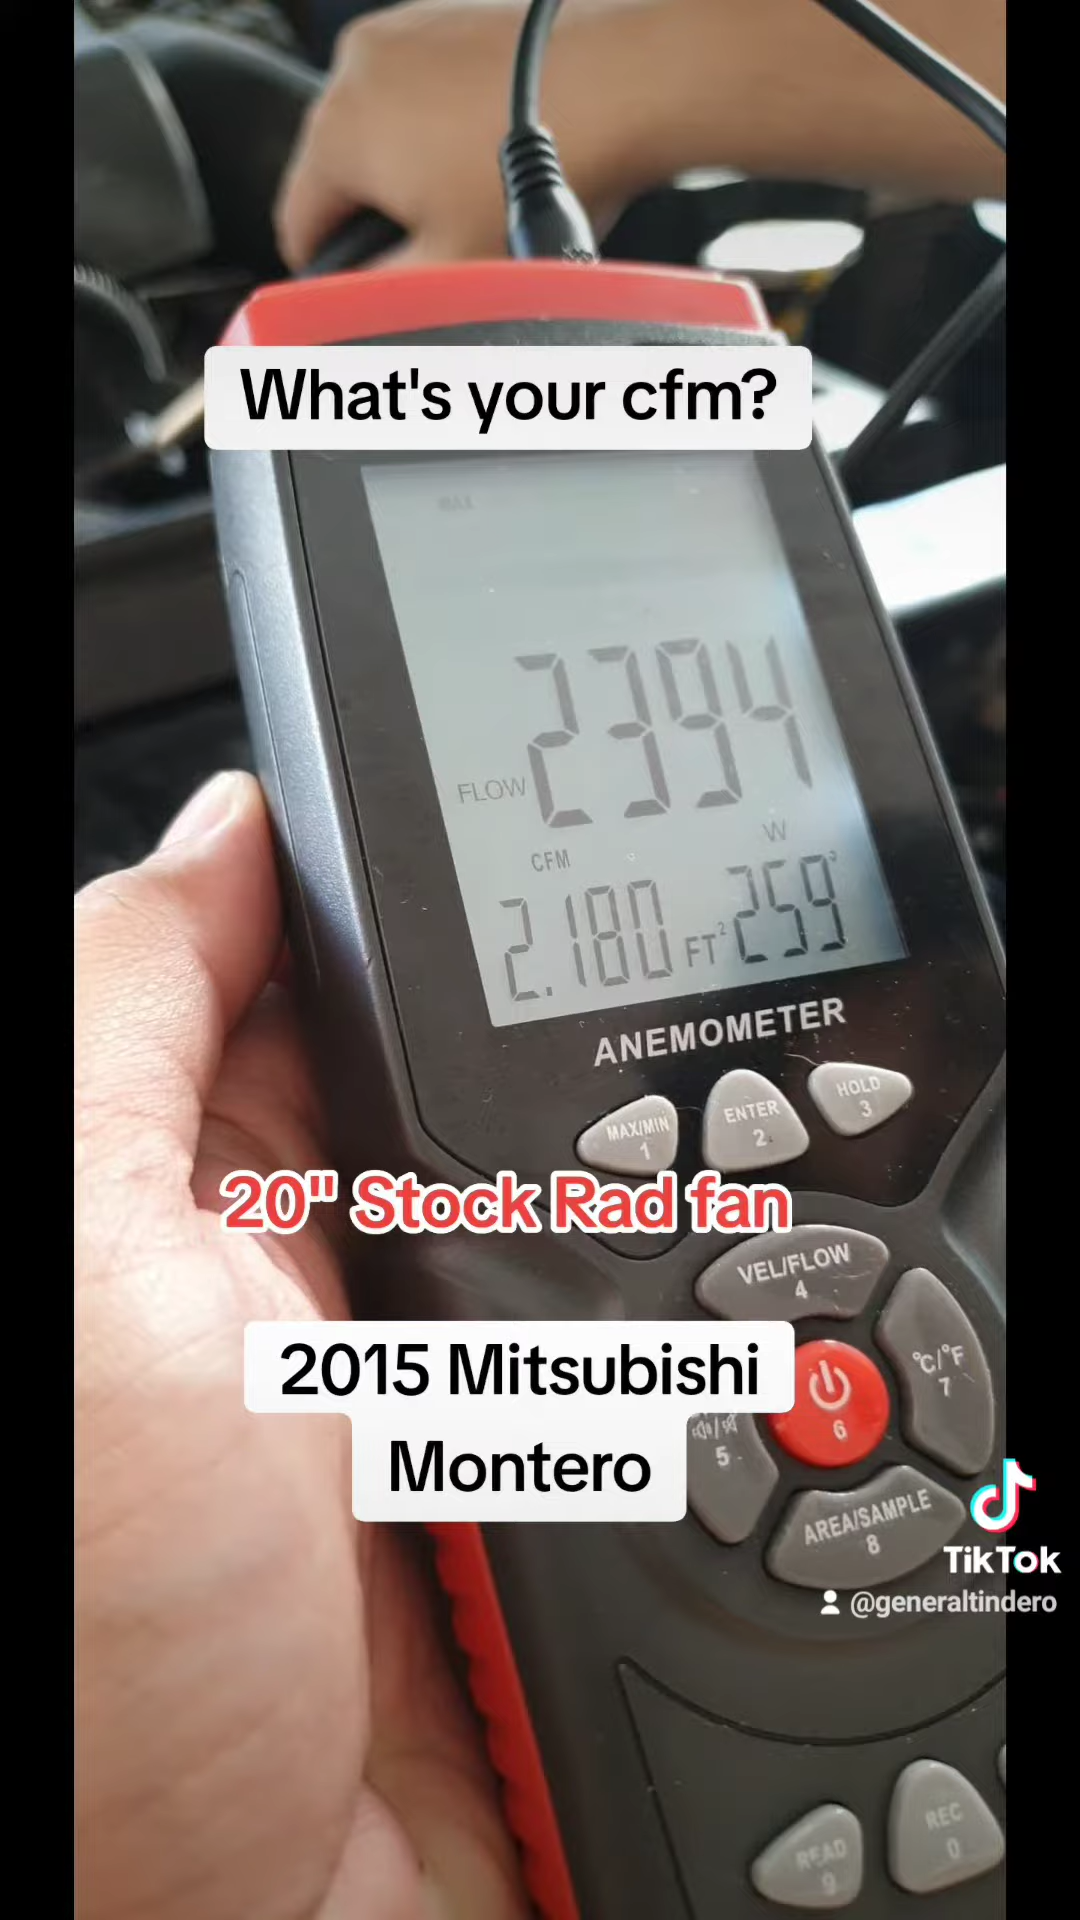 What's your cfm?
MAX
2394
FLOW
CFM
W
2.180 FT² 259
ANEMOMETER
MAX/MIN
1
ENTER
2
HOLD
3
20" Stock Rad fan
VEL/FLOW
4
°C/°F
7
2015 Mitsubishi
Montero
6
5
AREA/SAMPLE
8
TikTok
@generaltindero
REC
0
READ
9